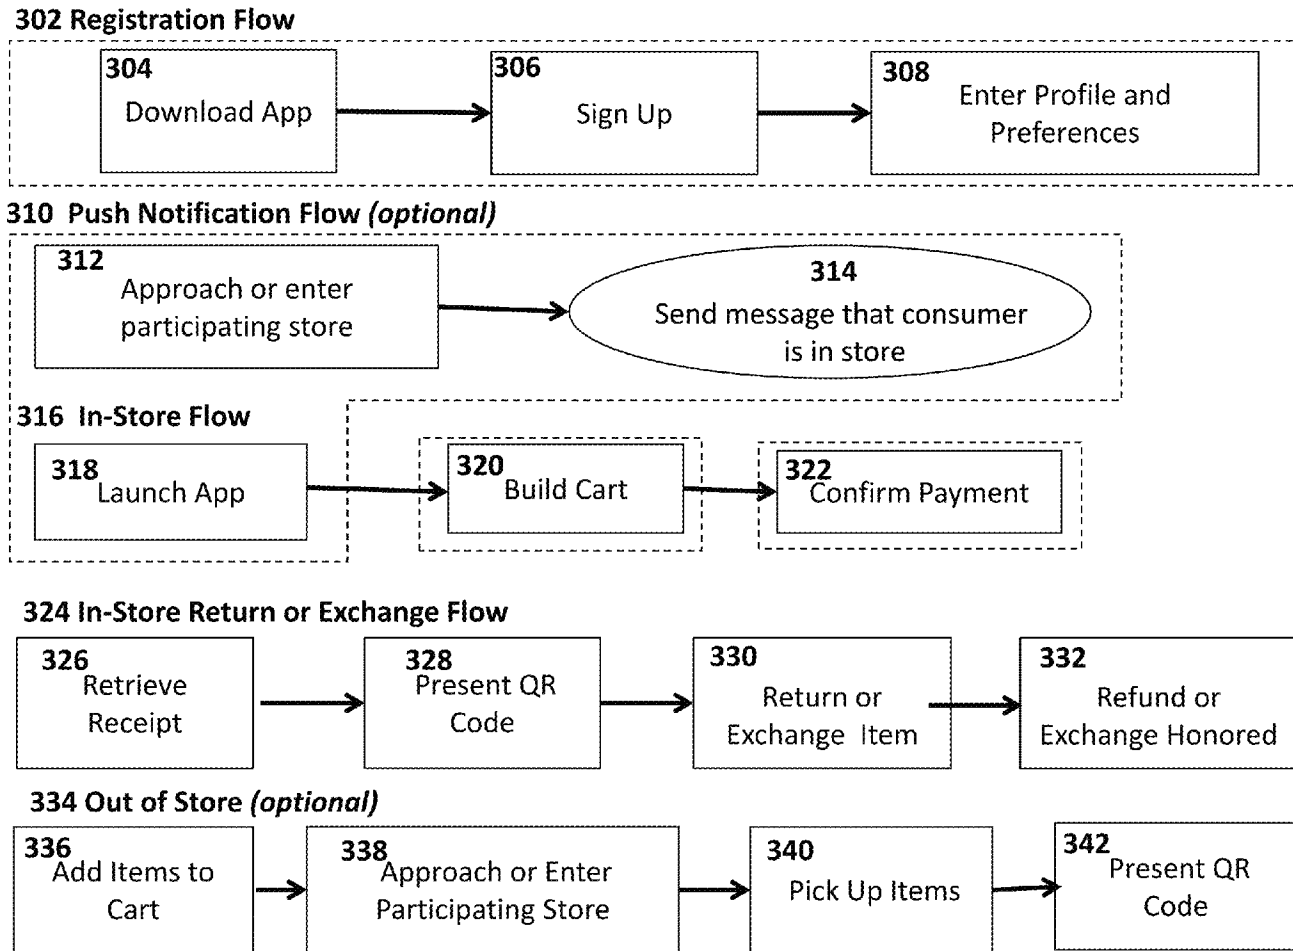 302 Registration Flow
304
Download App
306
Sign Up
308
Enter Profile and
Preferences
310 Push Notification Flow (optional)
312
Approach or enter
participating store
314
Send message that consumer
is in store
316 In-Store Flow
318
Launch App
320
Build Cart
322
Confirm Payment
324 In-Store Return or Exchange Flow
326
Retrieve
Receipt
328
Present QR
Code
330
Return or
Exchange Item
332
Refund or
Exchange Honored
334 Out of Store (optional)
336
Add Items to
Cart
338
Approach or Enter
Participating Store
340
Pick Up Items
342
Present QR
Code